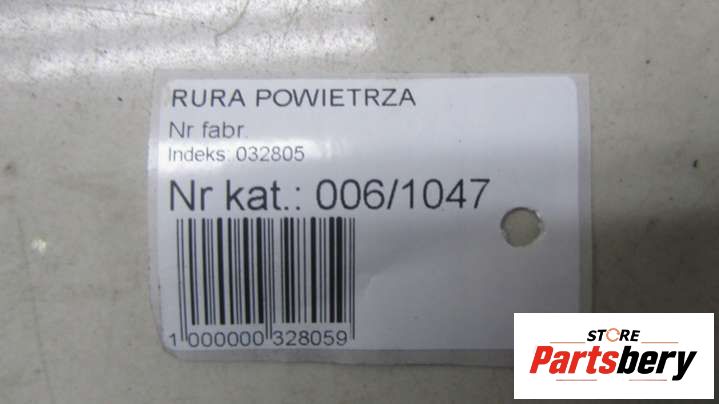 RURA POWIETRZA
Nr fabr.
Indeks: 032805
Nr kat.: 006/1047
1 000000 328059
STORE
Partsbery